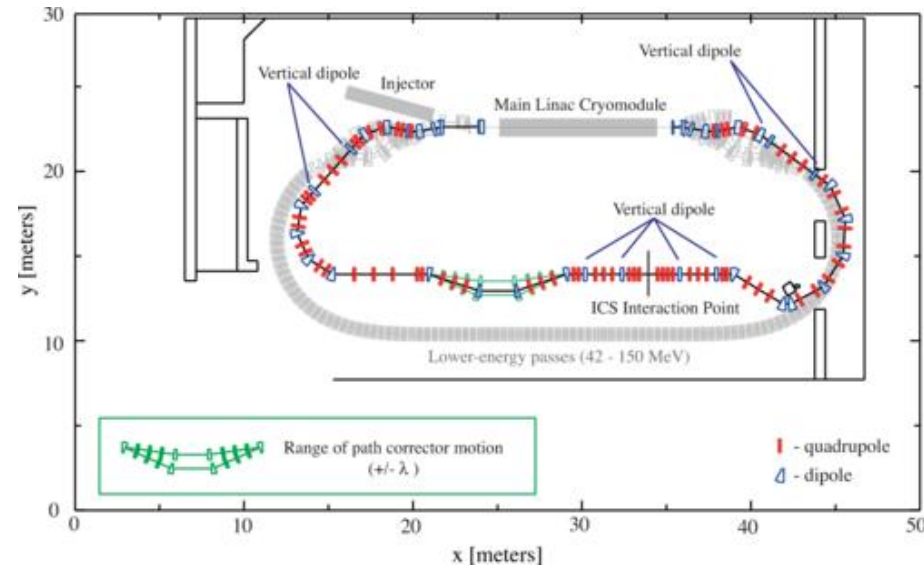 30
Vertical dipole
Vertical dipole
Injector
Main Linac Cryomodule
20
y [meters]
Vertical dipole
ICS Interaction Point
10
Lower-energy passes (42 - 150 MeV)
Range of path corrector motion
(+/- λ )
- quadrupole
- dipole
0
0 10 20 30 40 50
x [meters]